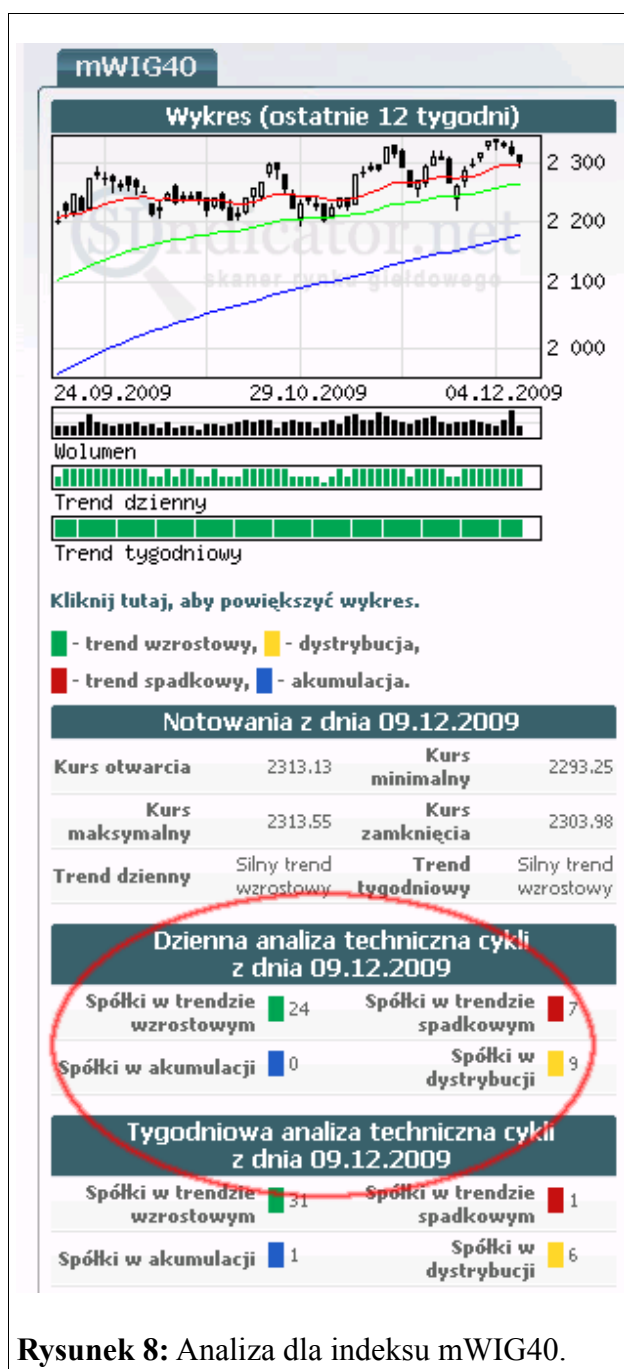 mWIG40
Wykres (ostatnie 12 tygodni)
2 300
2 200
2 100
2 000
SIndicator.net
skaner rynku giełdowego
24.09.2009 29.10.2009 04.12.2009
Wolumen
Trend dzienny
Trend tygodniowy
Kliknij tutaj, aby powiększyć wykres.
- trend wzrostowy, - dystrybucja,
- trend spadkowy, - akumulacja.
Notowania z dnia 09.12.2009
Kurs otwarcia 2313.13 Kurs minimalny 2293.25
Kurs maksymalny 2313.55 Kurs zamknięcia 2303.98
Trend dzienny Silny trend wzrostowy Trend tygodniowy Silny trend wzrostowy
Dzienna analiza techniczna cykli
z dnia 09.12.2009
Spółki w trendzie wzrostowym 24 Spółki w trendzie spadkowym 7
Spółki w akumulacji 0 Spółki w dystrybucji 9
Tygodniowa analiza techniczna cykli
z dnia 09.12.2009
Spółki w trendzie wzrostowym 31 Spółki w trendzie spadkowym 1
Spółki w akumulacji 1 Spółki w dystrybucji 6
Rysunek 8: Analiza dla indeksu mWIG40.